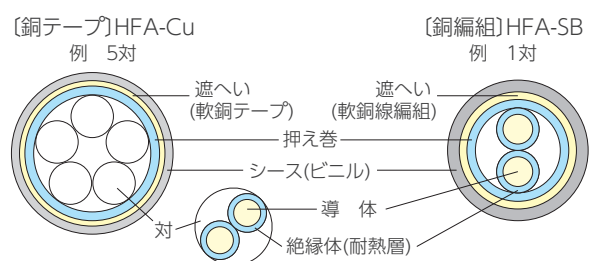 〔銅テープ〕HFA-Cu
例　5対
〔銅編組〕HFA-SB
例　1対
遮へい
(軟銅テープ)
遮へい
(軟銅線編組)
押え巻
シース(ビニル)
対
導　体
絶縁体(耐熱層)